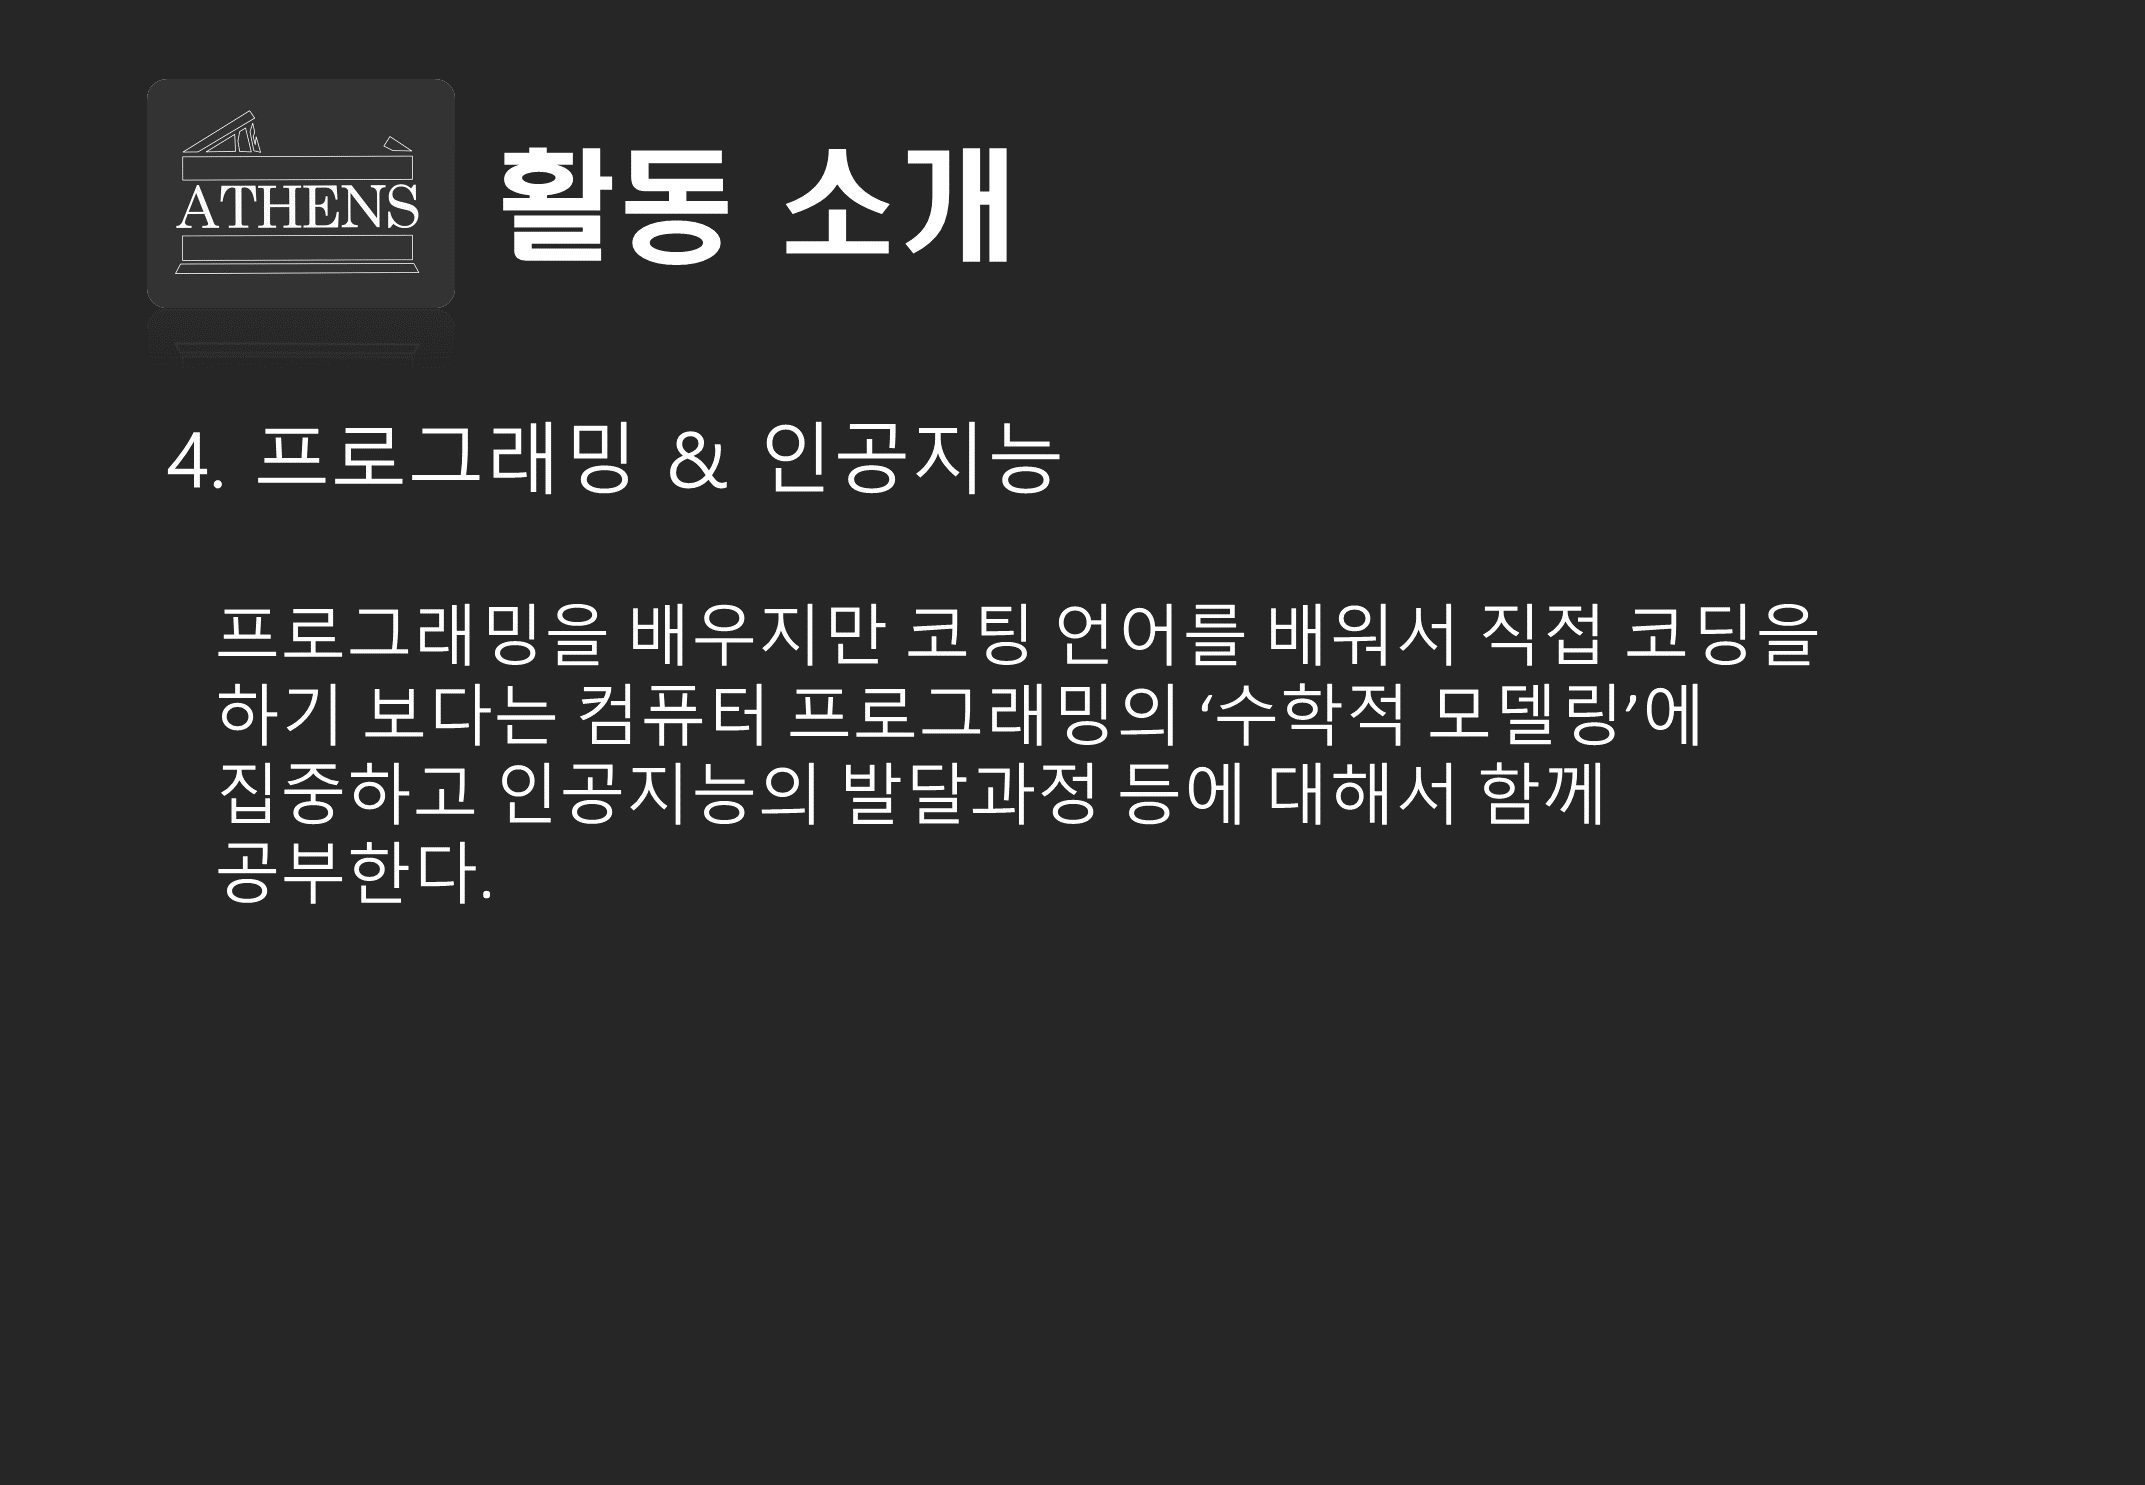 ATHENS
활동 소개
4. 프로그래밍 & 인공지능
프로그래밍을 배우지만 코팅 언어를 배워서 직접 코딩을
하기 보다는 컴퓨터 프로그래밍의 ‘수학적 모델링’에
집중하고 인공지능의 발달과정 등에 대해서 함께
공부한다.